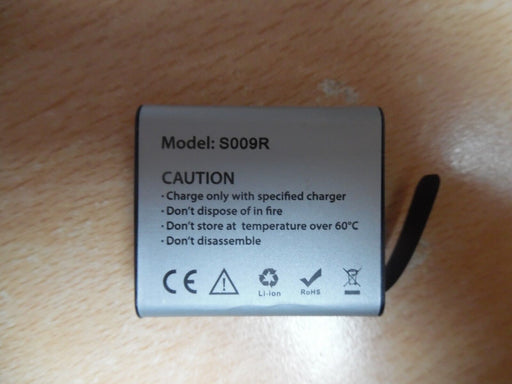 Model: S009R
CAUTION
· Charge only with specified charger
· Don't dispose of in fire
· Don't store at temperature over 60°C
· Don't disassemble
CE Li-ion RoHS